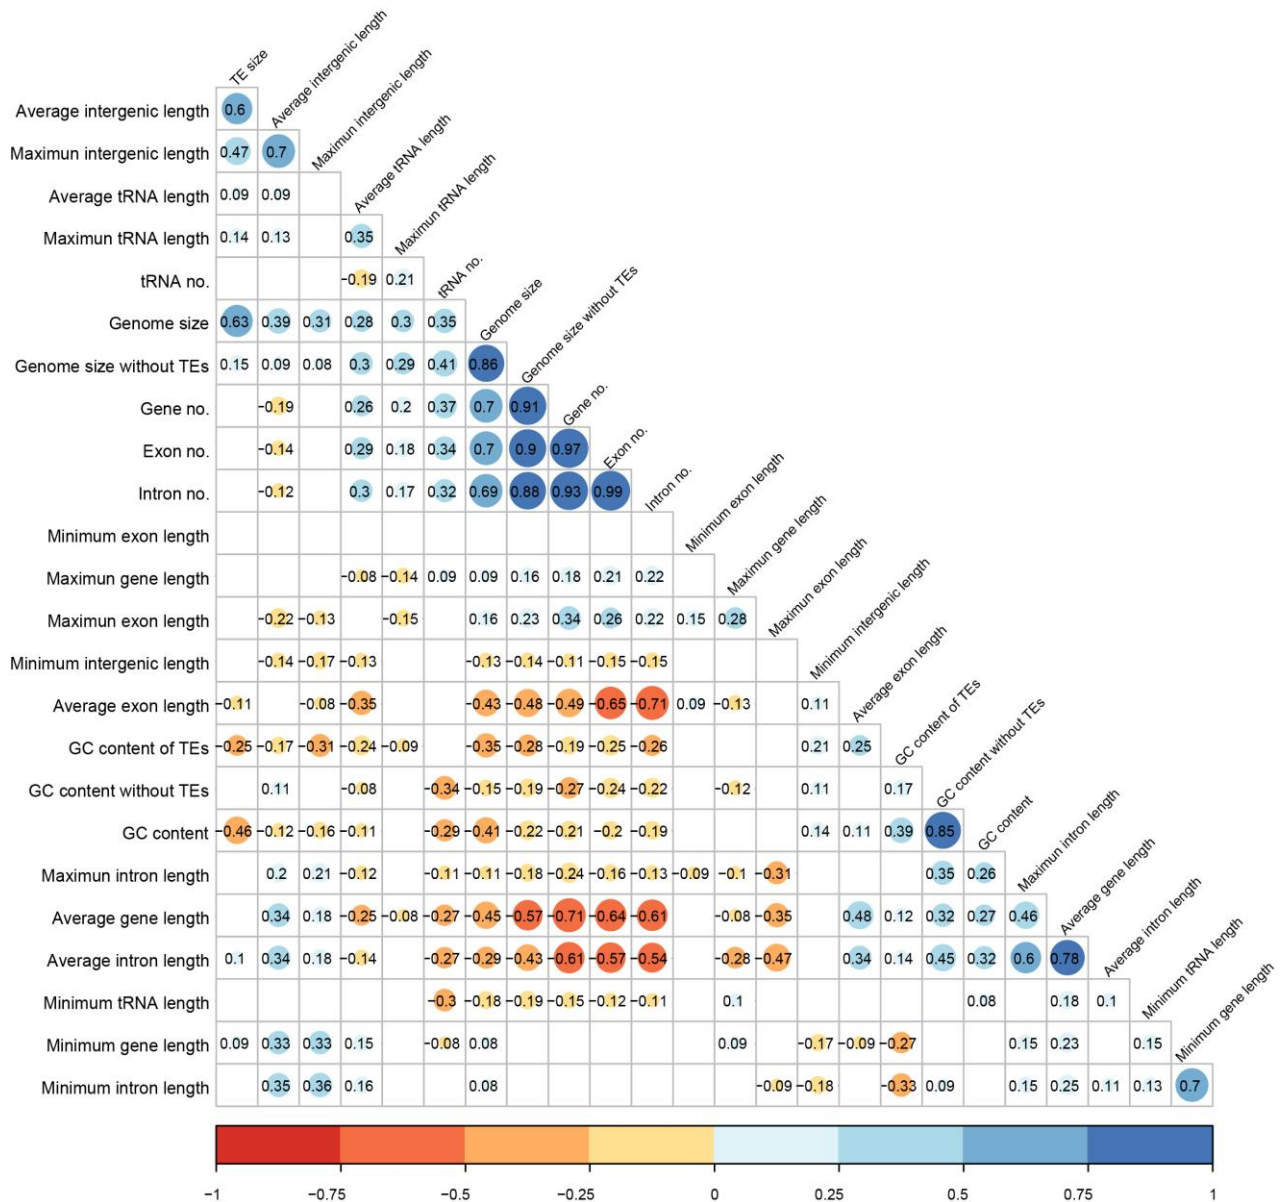 TE size
Average intergenic length
Maximun intergenic length
Average tRNA length
Maximun tRNA length
tRNA no.
Genome size
Genome size without TEs
Gene no.
Exon no.
Intron no.
Minimum exon length
Maximun gene length
Maximun exon length
Minimum intergenic length
Average exon length
GC content of TEs
GC content without TEs
GC content
Maximun intron length
Average gene length
Average intron length
Minimum tRNA length
Minimum gene length
Average intergenic length 0.6
Maximun intergenic length 0.47 0.7
Average tRNA length 0.09 0.09
Maximun tRNA length 0.14 0.13 0.35
tRNA no. −0.19 0.21
Genome size 0.63 0.39 0.31 0.28 0.3 0.35
Genome size without TEs 0.15 0.09 0.08 0.3 0.29 0.41 0.86
Gene no. −0.19 0.26 0.2 0.37 0.7 0.91
Exon no. −0.14 0.29 0.18 0.34 0.7 0.9 0.97
Intron no. −0.12 0.3 0.17 0.32 0.69 0.88 0.93 0.99
Minimum exon length
Maximun gene length −0.08 −0.14 0.09 0.09 0.16 0.18 0.21 0.22
Maximun exon length −0.22 −0.13 −0.15 0.16 0.23 0.34 0.26 0.22 0.15 0.28
Minimum intergenic length −0.14 −0.17 −0.13 −0.13 −0.14 −0.11 −0.15 −0.15
Average exon length −0.11 −0.08 −0.35 −0.43 −0.48 −0.49 −0.65 −0.71 0.09 −0.13 0.11
GC content of TEs −0.25 −0.17 −0.31 −0.24 −0.09 −0.35 −0.28 −0.19 −0.25 −0.26 0.21 0.25
GC content without TEs 0.11 −0.08 −0.34 −0.15 −0.19 −0.27 −0.24 −0.22 −0.12 0.11 0.17
GC content −0.46 −0.12 −0.16 −0.11 −0.29 −0.41 −0.22 −0.21 −0.2 −0.19 0.14 0.11 0.39 0.85
Maximun intron length 0.2 0.21 −0.12 −0.11 −0.11 −0.18 −0.24 −0.16 −0.13 −0.09 −0.1 −0.31 0.35 0.26
Average gene length 0.34 0.18 −0.25 −0.08 −0.27 −0.45 −0.57 −0.71 −0.64 −0.61 −0.08 −0.35 0.48 0.12 0.32 0.27 0.46
Average intron length 0.1 0.34 0.18 −0.14 −0.27 −0.29 −0.43 −0.61 −0.57 −0.54 −0.28 −0.47 0.34 0.14 0.45 0.32 0.6 0.78
Minimum tRNA length −0.3 −0.18 −0.19 −0.15 −0.12 −0.11 0.1 0.08 0.18 0.1
Minimum gene length 0.09 0.33 0.33 0.15 −0.08 0.08 0.09 −0.17 −0.09 −0.27 0.15 0.23 0.15
Minimum intron length 0.35 0.36 0.16 0.08 −0.09 −0.18 −0.33 0.09 0.15 0.25 0.11 0.13 0.7
−1 −0.75 −0.5 −0.25 0 0.25 0.5 0.75 1